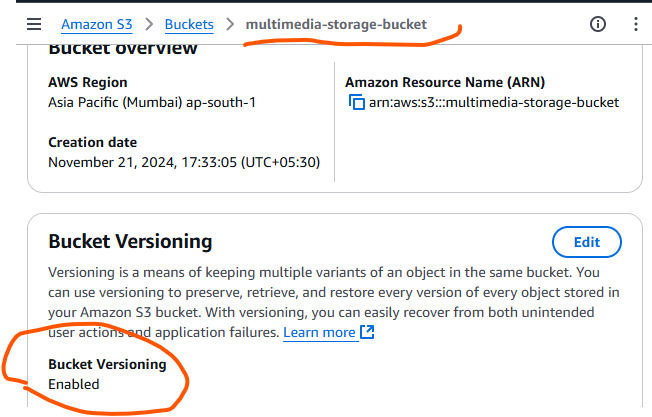 Amazon S3 > Buckets > multimedia-storage-bucket
Bucket overview
AWS Region
Asia Pacific (Mumbai) ap-south-1
Amazon Resource Name (ARN)
arn:aws:s3:::multimedia-storage-bucket
Creation date
November 21, 2024, 17:33:05 (UTC+05:30)
Bucket Versioning
Edit
Versioning is a means of keeping multiple variants of an object in the same bucket. You
can use versioning to preserve, retrieve, and restore every version of every object stored in
your Amazon S3 bucket. With versioning, you can easily recover from both unintended
user actions and application failures. Learn more
Bucket Versioning
Enabled